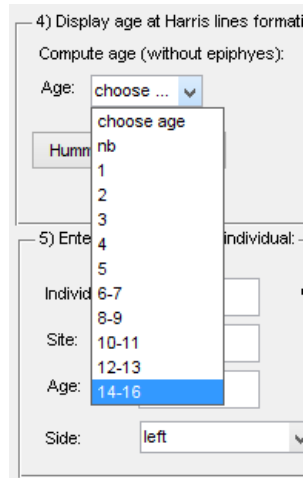 4) Display age at Harris lines formati
Compute age (without epiphyes):
Age: choose ...
choose age
nb
1
2
3
4
5
6-7
8-9
10-11
12-13
14-16
Humm
5) Ente individual:
Individ
Site:
Age:
Side: left